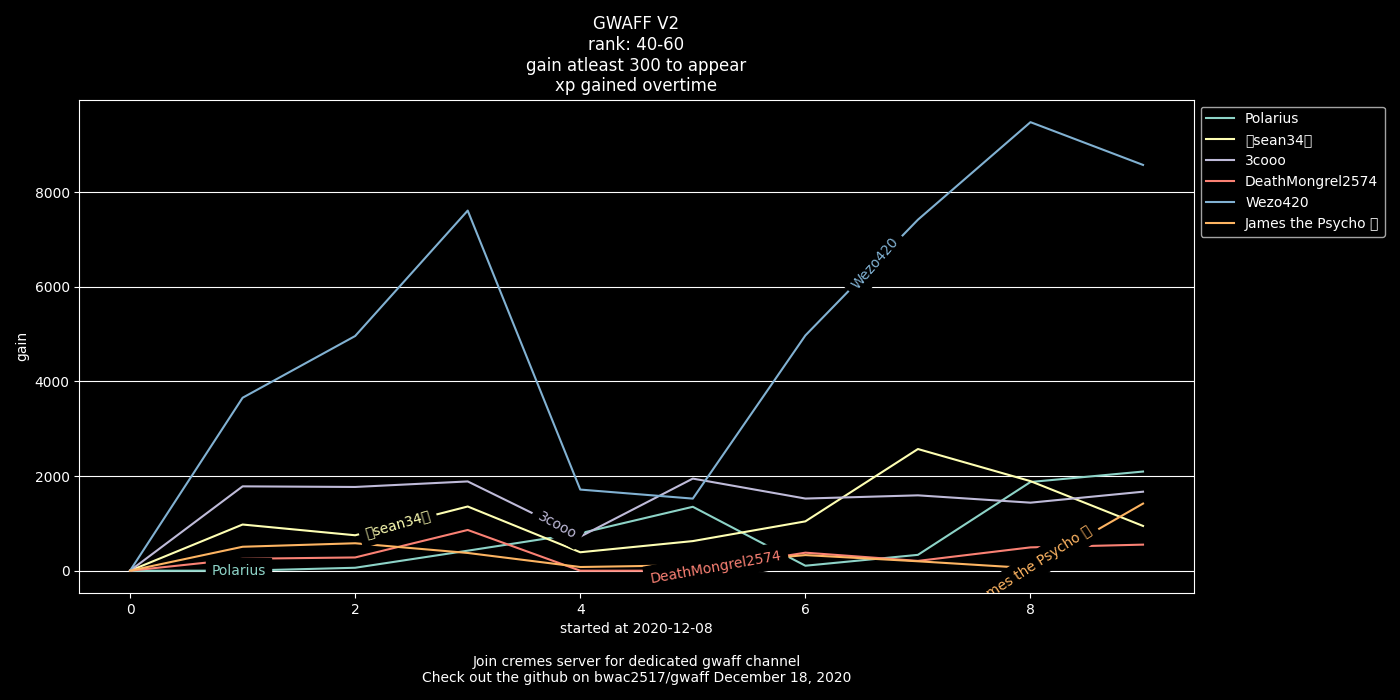 GWAFF V2
rank: 40-60
gain atleast 300 to appear
xp gained overtime
Polarius
sean34
3cooo
DeathMongrel2574
Wezo420
James the Psycho
8000
6000
4000
2000
0
gain
Wezo420
sean34
3cooo
Polarius
DeathMongrel2574
mes the Psycho
0
2
4
6
8
started at 2020-12-08
Join cremes server for dedicated gwaff channel
Check out the github on bwac2517/gwaff December 18, 2020